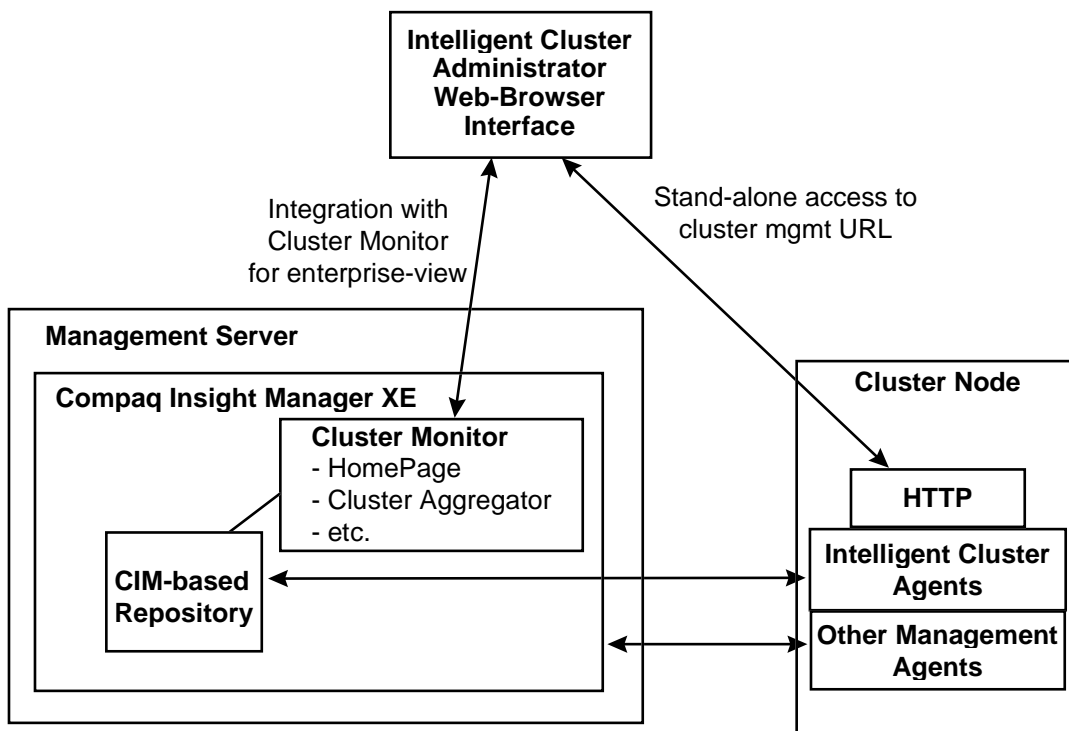 Intelligent Cluster
Administrator
Web-Browser
Interface
Integration with
Cluster Monitor
for enterprise-view
Stand-alone access to
cluster mgmt URL
Management Server
Compaq Insight Manager XE
Cluster Monitor
- HomePage
- Cluster Aggregator
- etc.
CIM-based
Repository
Cluster Node
HTTP
Intelligent Cluster
Agents
Other Management
Agents